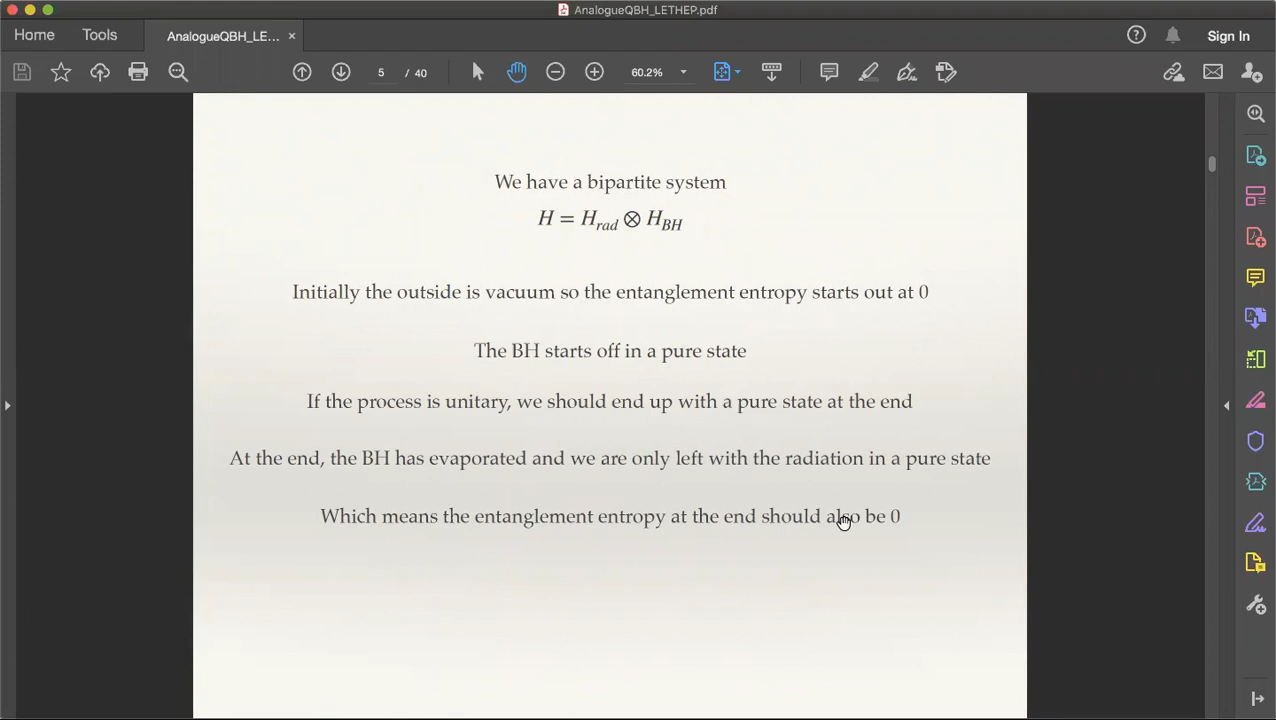 AnalogueQBH_LETHEP.pdf
Home Tools AnalogueQBH_LE... × Sign In
5 / 40 60.2%
We have a bipartite system
H = H_rad ⊗ H_BH
Initially the outside is vacuum so the entanglement entropy starts out at 0
The BH starts off in a pure state
If the process is unitary, we should end up with a pure state at the end
At the end, the BH has evaporated and we are only left with the radiation in a pure state
Which means the entanglement entropy at the end should also be 0